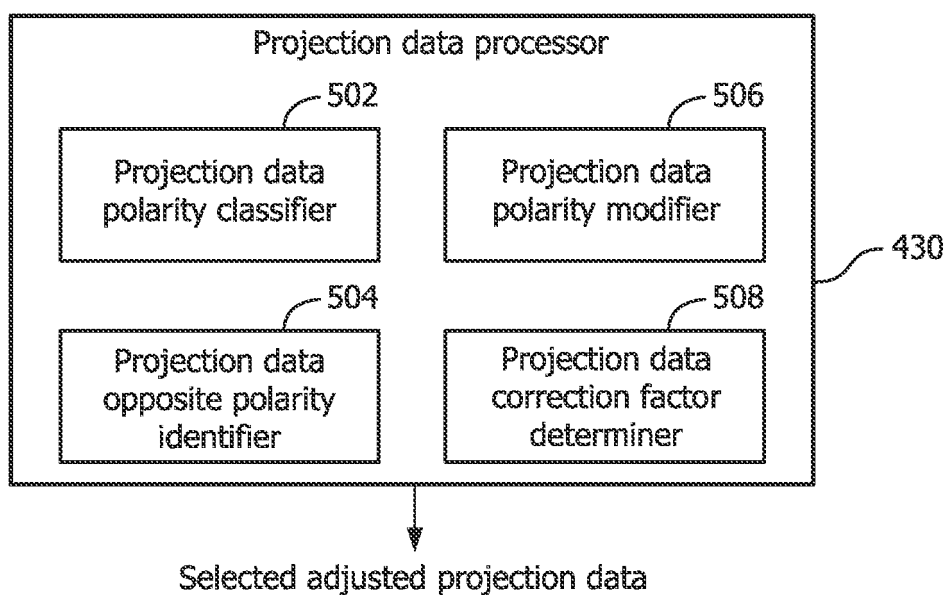 Projection data processor
502
506
Projection data
polarity classifier
Projection data
polarity modifier
430
504
508
Projection data
opposite polarity
identifier
Projection data
correction factor
determiner
Selected adjusted projection data